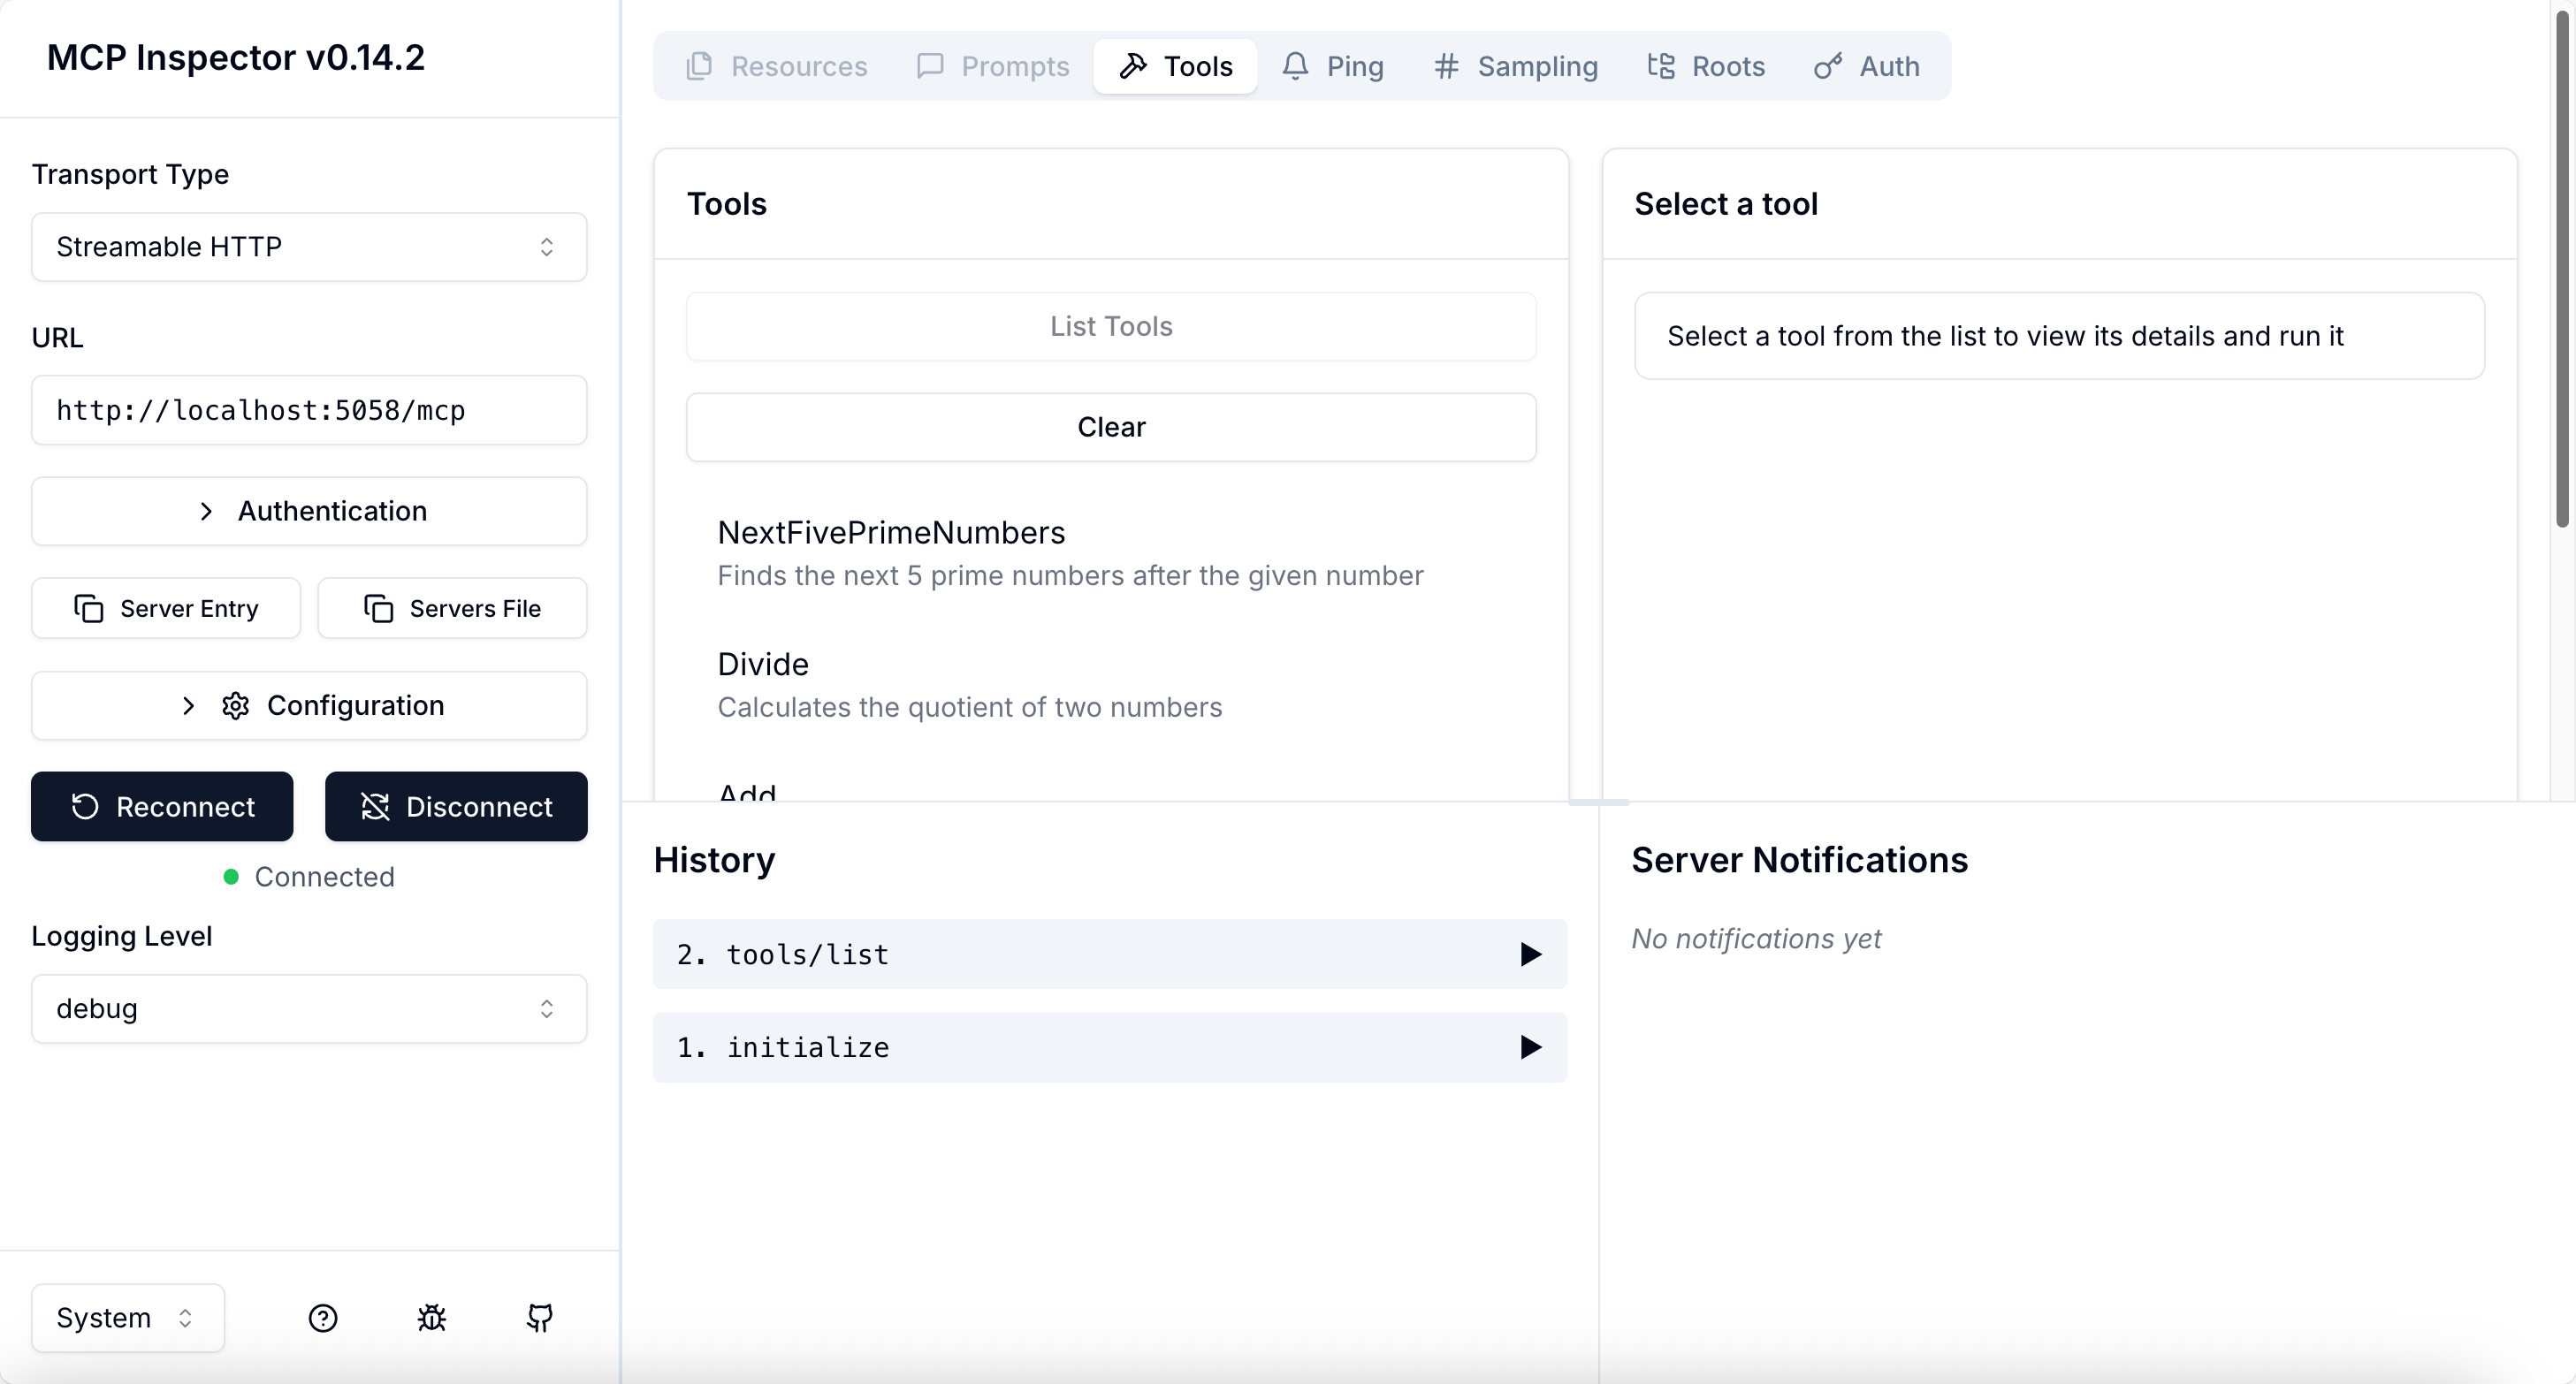 MCP Inspector v0.14.2
Transport Type
Streamable HTTP
URL
http://localhost:5058/mcp
Authentication
Server Entry
Servers File
Configuration
Reconnect
Disconnect
Connected
Logging Level
debug
System
Resources
Prompts
Tools
Ping
Sampling
Roots
Auth
Tools
List Tools
Clear
NextFivePrimeNumbers
Finds the next 5 prime numbers after the given number
Divide
Calculates the quotient of two numbers
Add
Select a tool
Select a tool from the list to view its details and run it
History
2. tools/list
1. initialize
Server Notifications
No notifications yet